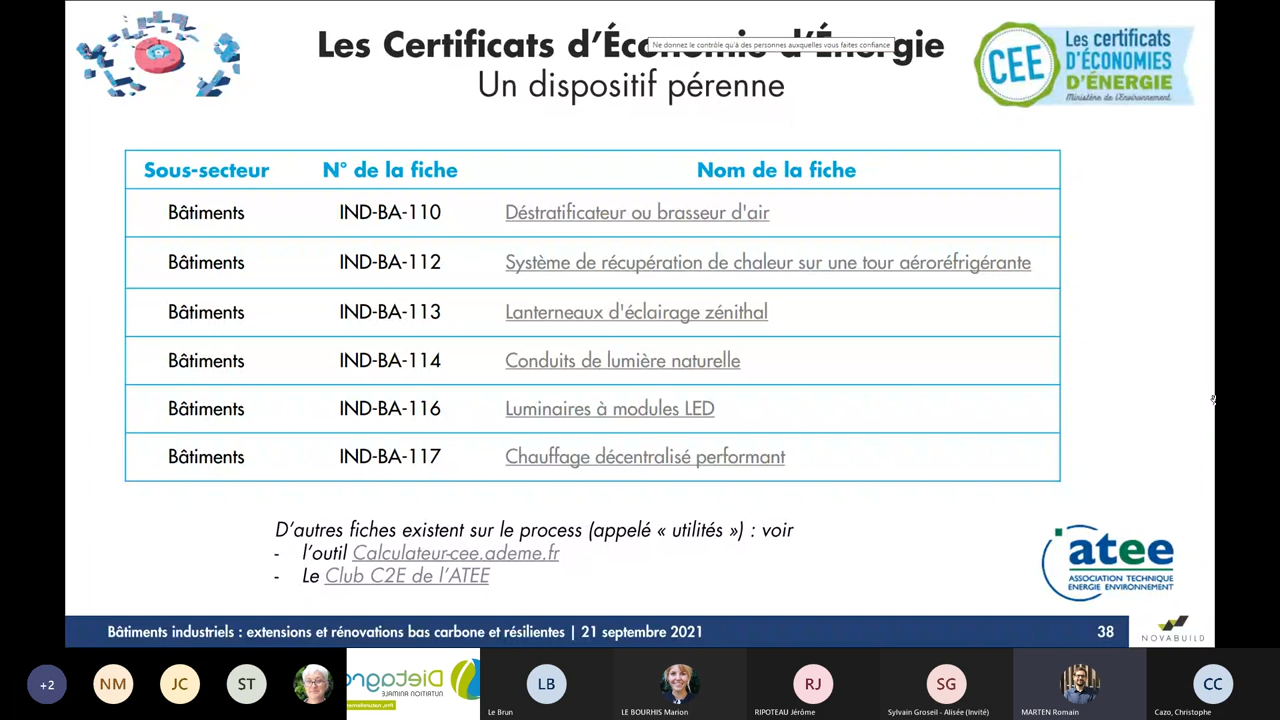 Les Certificats d'Économie d'Énergie
Ne donnez le contrôle qu'à des personnes auxquelles vous faites confiance
Un dispositif pérenne
CEE
Les certificats
D'ÉCONOMIES
D'ÉNERGIE
Ministère de l'Environnement
Sous-secteur N° de la fiche Nom de la fiche
Bâtiments IND-BA-110 Déstratificateur ou brasseur d'air
Bâtiments IND-BA-112 Système de récupération de chaleur sur une tour aéroréfrigérante
Bâtiments IND-BA-113 Lanterneaux d'éclairage zénithal
Bâtiments IND-BA-114 Conduits de lumière naturelle
Bâtiments IND-BA-116 Luminaires à modules LED
Bâtiments IND-BA-117 Chauffage décentralisé performant
D'autres fiches existent sur le process (appelé « utilités ») : voir
- l'outil Calculateur-cee.ademe.fr
- Le Club C2E de l'ATEE
atee
ASSOCIATION TECHNIQUE
ÉNERGIE ENVIRONNEMENT
Bâtiments industriels : extensions et rénovations bas carbone et résilientes | 21 septembre 2021 38
NOVABUILD
+2 NM JC ST LB RJ SG CC
Dietagro
NUTRITION ANIMALE
Le Brun LE BOURHIS Marion RIPOTEAU Jérôme Sylvain Groseil - Alisée (Invité) MARTEN Romain Cazo, Christophe